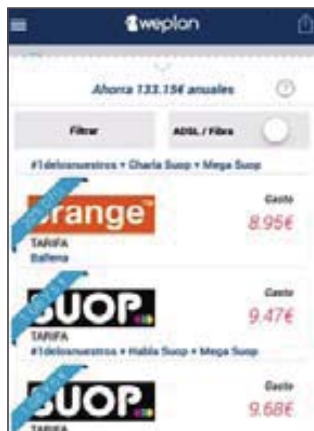 weplan
Ahorra 133.15€ anuales
?
Filtrar
ADSL / Fibra
#1delosnuestros + Charla Suop + Mega Suop
orange™
Gasto
8.95€
TARIFA
Ballena
SUOP.
Gasto
9.47€
TARIFA
#1delosnuestros + Habla Suop + Mega Suop
SUOP.
Gasto
9.68€
TARIFA